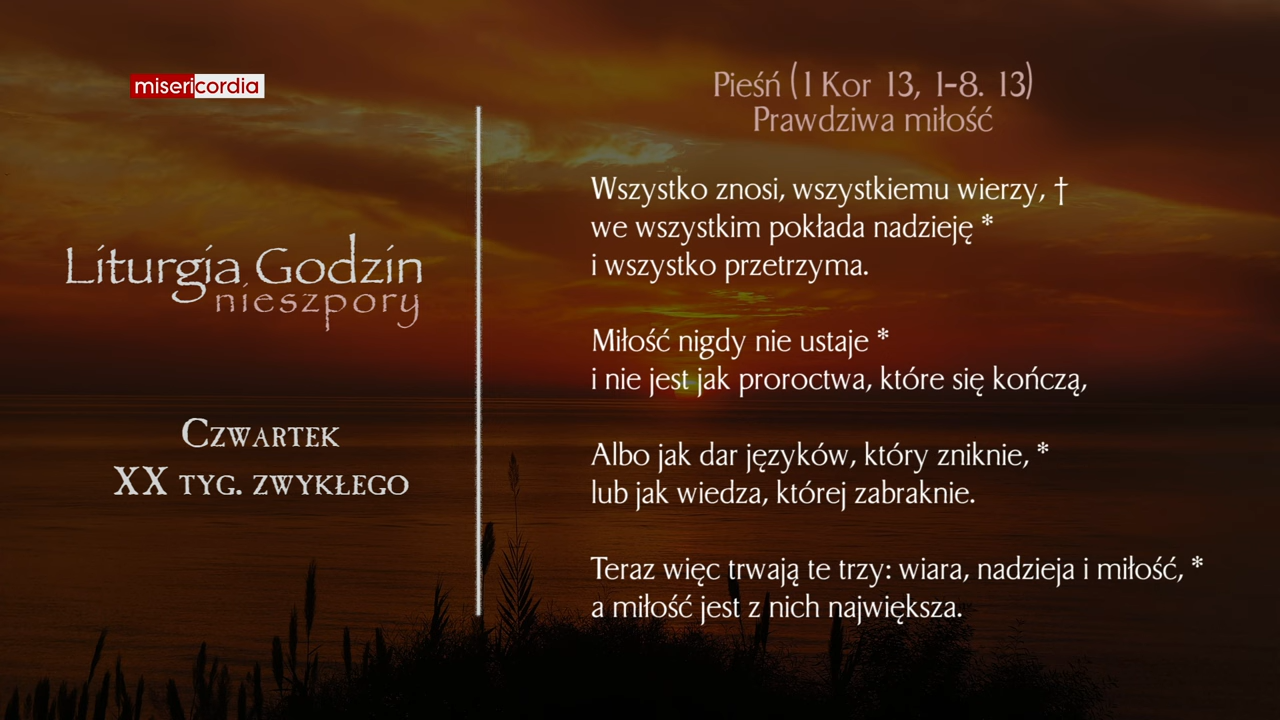 misericordia
Liturgia Godzin
nieszpory
Czwartek
XX tyg. zwykłego
Pieśń (1 Kor 13, 1-8. 13)
Prawdziwa miłość
Wszystko znosi, wszystkiemu wierzy, †
we wszystkim pokłada nadzieję *
i wszystko przetrzyma.
Miłość nigdy nie ustaje *
i nie jest jak proroctwa, które się kończą,
Albo jak dar języków, który zniknie, *
lub jak wiedza, której zabraknie.
Teraz więc trwają te trzy: wiara, nadzieja i miłość, *
a miłość jest z nich największa.